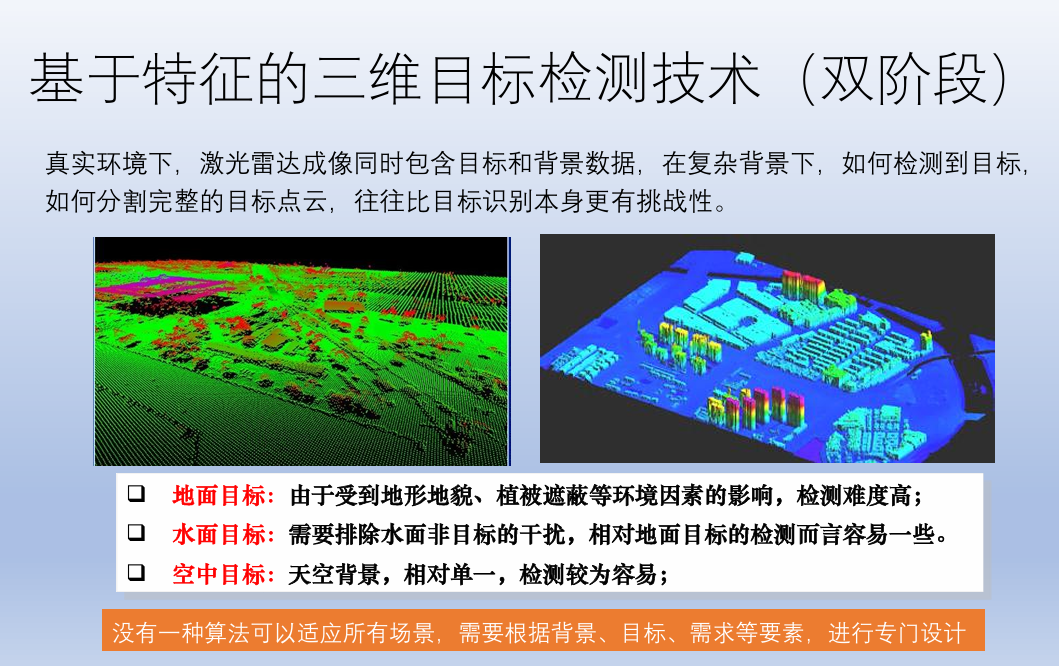 基于特征的三维目标检测技术（双阶段）
真实环境下，激光雷达成像同时包含目标和背景数据，在复杂背景下，如何检测到目标，
如何分割完整的目标点云，往往比目标识别本身更有挑战性。
❑ 地面目标：由于受到地形地貌、植被遮蔽等环境因素的影响，检测难度高；
❑ 水面目标：需要排除水面非目标的干扰，相对地面目标的检测而言容易一些。
❑ 空中目标：天空背景，相对单一，检测较为容易；
没有一种算法可以适应所有场景，需要根据背景、目标、需求等要素，进行专门设计